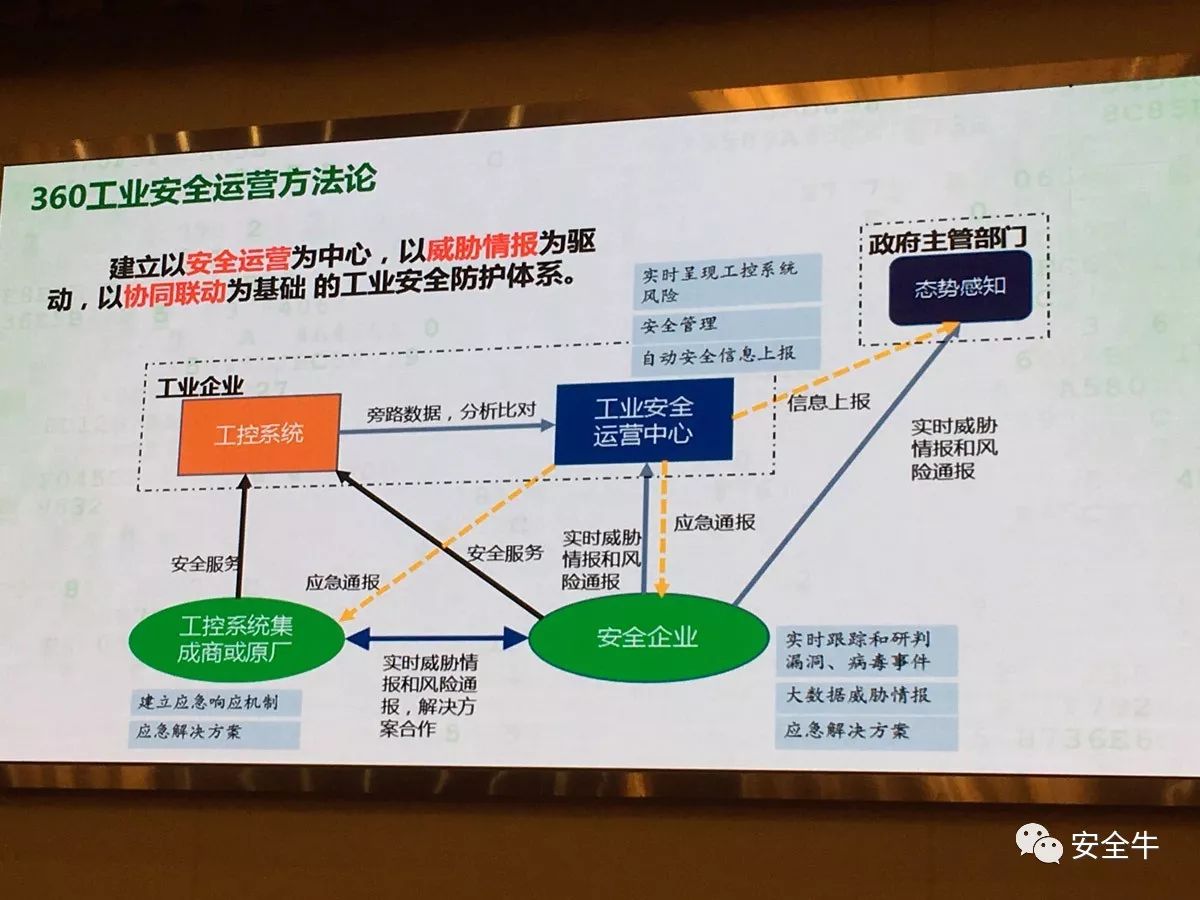 360工业安全运营方法论
建立以安全运营为中心，以威胁情报为驱
动，以协同联动为基础 的工业安全防护体系。
政府主管部门
态势感知
实时呈现工控系统
风险
安全管理
自动安全信息上报
工业企业
工控系统
旁路数据，分析比对
工业安全
运营中心
信息上报
实时威胁
情报和风
险通报
安全服务
应急通报
安全服务
实时威胁
情报和风
险通报
应急通报
工控系统集
成商或原厂
安全企业
实时威胁情
报和风险通
报，解决方
案合作
建立应急响应机制
应急解决方案
实时跟踪和研判
漏洞、病毒事件
大数据威胁情报
应急解决方案
安全牛